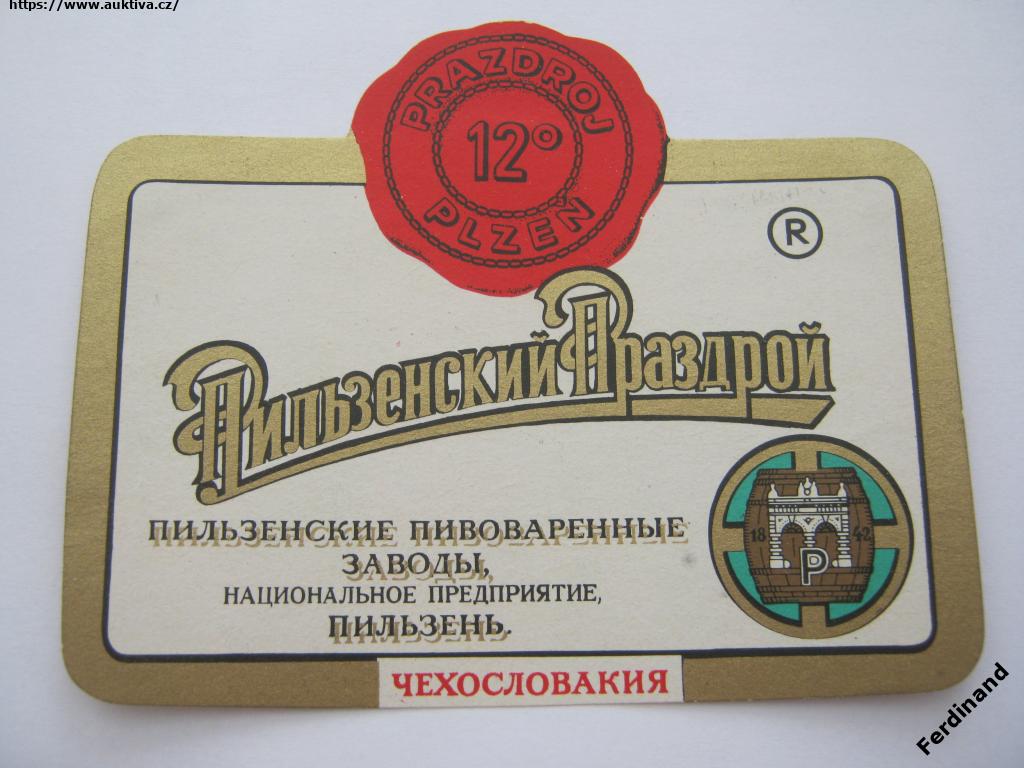 https://www.auktiva.cz/
PRAZDROJ
12°
PLZEŇ
®
Пильзенский Праздрой
ПИЛЬЗЕНСКИЕ ПИВОВАРЕННЫЕ
ЗАВОДЫ,
НАЦИОНАЛЬНОЕ ПРЕДПРИЯТИЕ,
ПИЛЬЗЕНЬ.
18 42
P
ЧЕХОСЛОВАКИЯ
Ferdinand